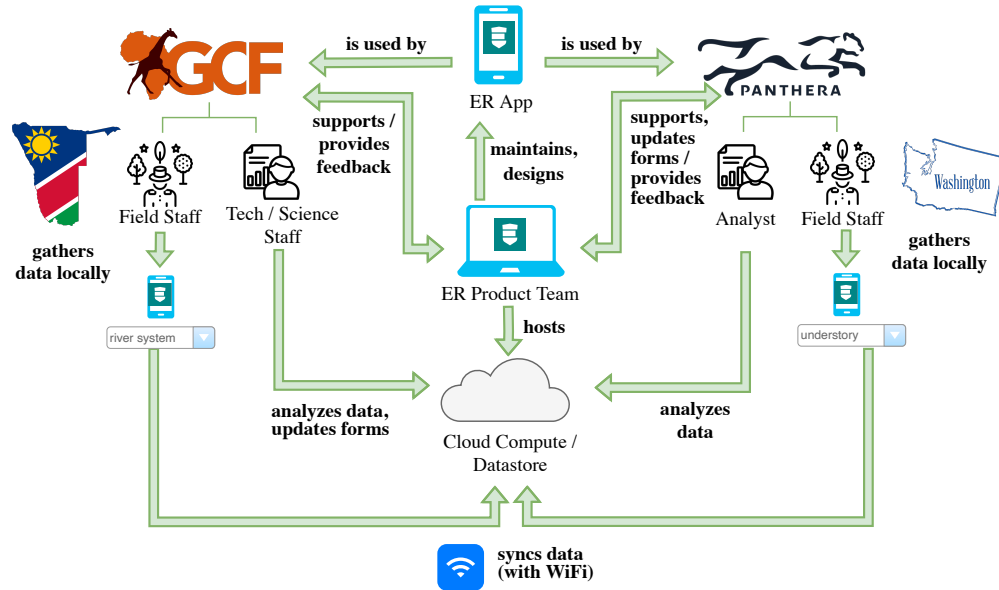 GCF
is used by
is used by
PANTHERA
ER App
supports /
provides
feedback
maintains,
designs
supports,
updates
forms /
provides
feedback
Washington
Field Staff
Tech / Science
Staff
Analyst
Field Staff
gathers
data locally
gathers
data locally
ER Product Team
hosts
river system
understory
analyzes data,
updates forms
analyzes
data
Cloud Compute /
Datastore
syncs data
(with WiFi)